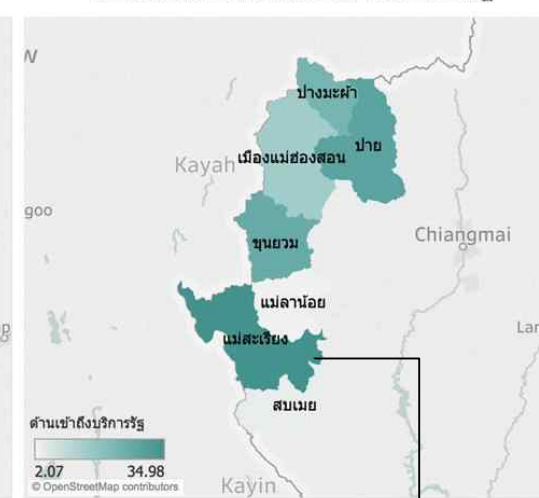 ปางมะผ้า
ปาย
เมืองแม่ฮ่องสอน
Kayah
goo
ขุนยวม
Chiangmai
แม่ลาน้อย
แม่สะเรียง
Lar
สบเมย
ด้านเข้าถึงบริการรัฐ
2.07 34.98
© OpenStreetMap contributors
Kayin